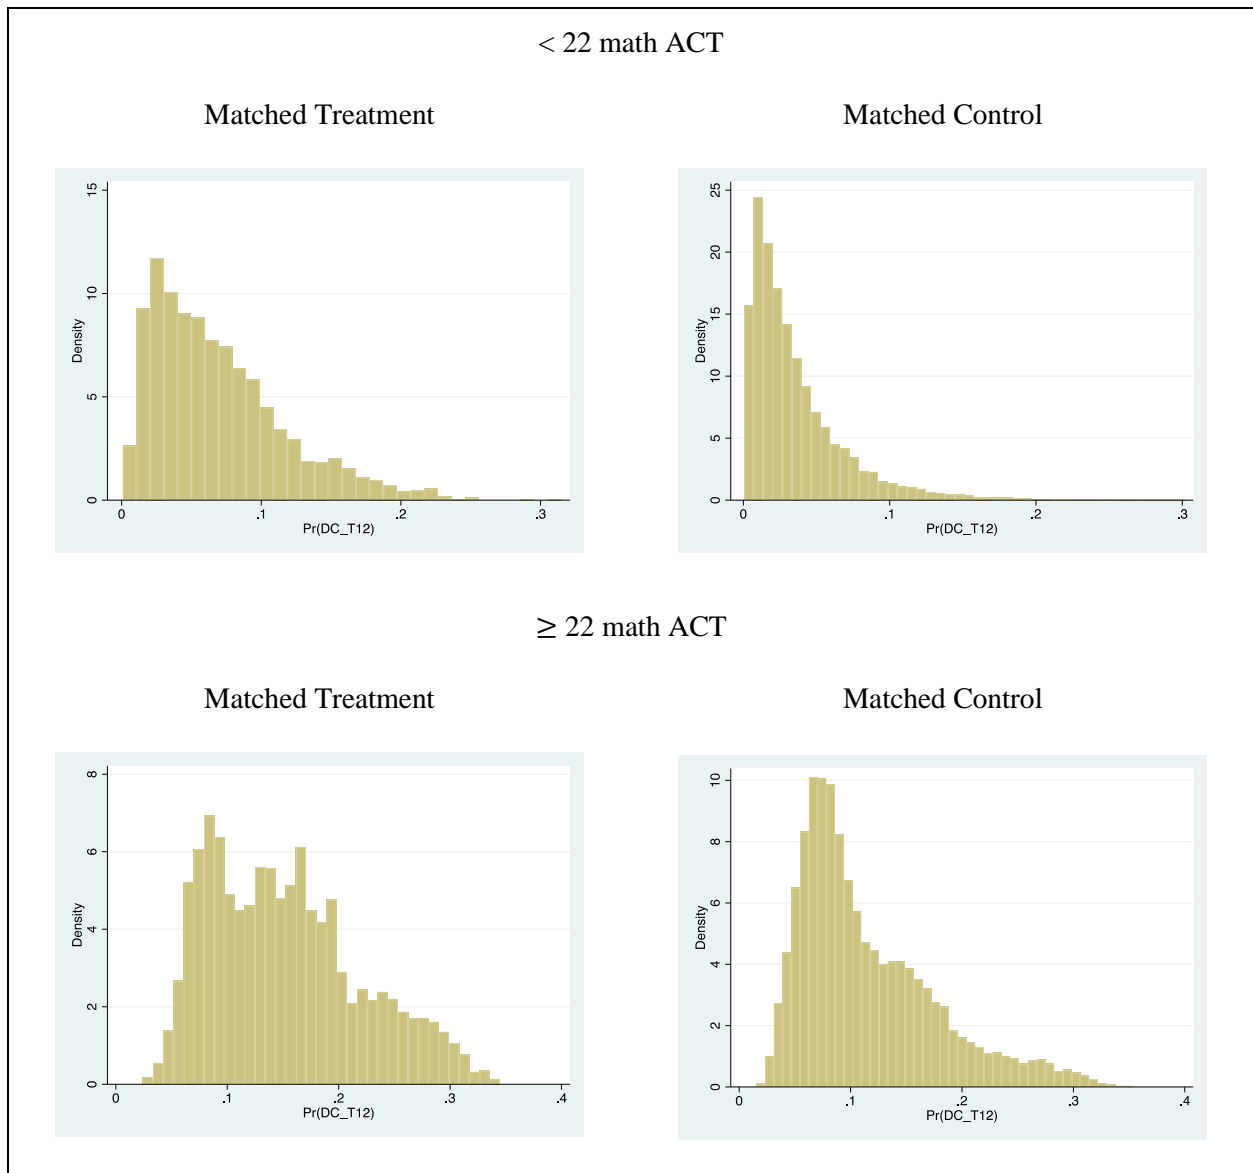 < 22 math ACT
Matched Treatment
Matched Control
15
10
5
0
Density
0 .1 .2 .3
Pr(DC_T12)
25
20
15
10
5
0
Density
0 .1 .2 .3
Pr(DC_T12)
≥ 22 math ACT
Matched Treatment
Matched Control
8
6
4
2
0
Density
0 .1 .2 .3 .4
Pr(DC_T12)
10
8
6
4
2
0
Density
0 .1 .2 .3 .4
Pr(DC_T12)